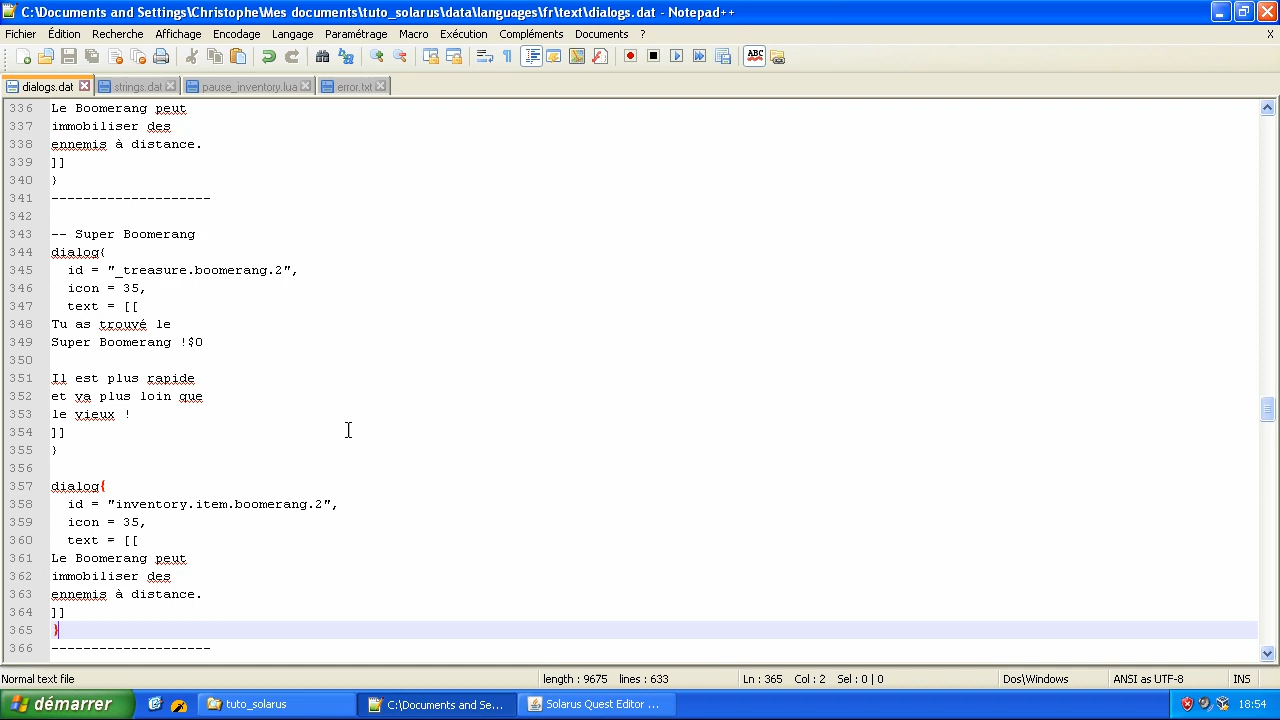 C:\Documents and Settings\Christophe\Mes documents\tuto_solarus\data\languages\fr\text\dialogs.dat - Notepad++
Fichier Édition Recherche Affichage Encodage Langage Paramétrage Macro Exécution Compléments Documents ? X
dialogs.dat strings.dat pause_inventory.lua error.txt
336 Le Boomerang peut
337 immobiliser des
338 ennemis à distance.
339 ]]
340 }
341 --------------------
342
343 -- Super Boomerang
344 dialog{
345 id = "_treasure.boomerang.2",
346 icon = 35,
347 text = [[
348 Tu as trouvé le
349 Super Boomerang !$0
350
351 Il est plus rapide
352 et va plus loin que
353 le vieux !
354 ]]
355 }
356
357 dialog{
358 id = "inventory.item.boomerang.2",
359 icon = 35,
360 text = [[
361 Le Boomerang peut
362 immobiliser des
363 ennemis à distance.
364 ]]
365 }
366 --------------------
Normal text file length : 9675 lines : 633 Ln : 365 Col : 2 Sel : 0 | 0 Dos\Windows ANSI as UTF-8 INS
démarrer tuto_solarus C:\Documents and Se... Solarus Quest Editor ... 18:54